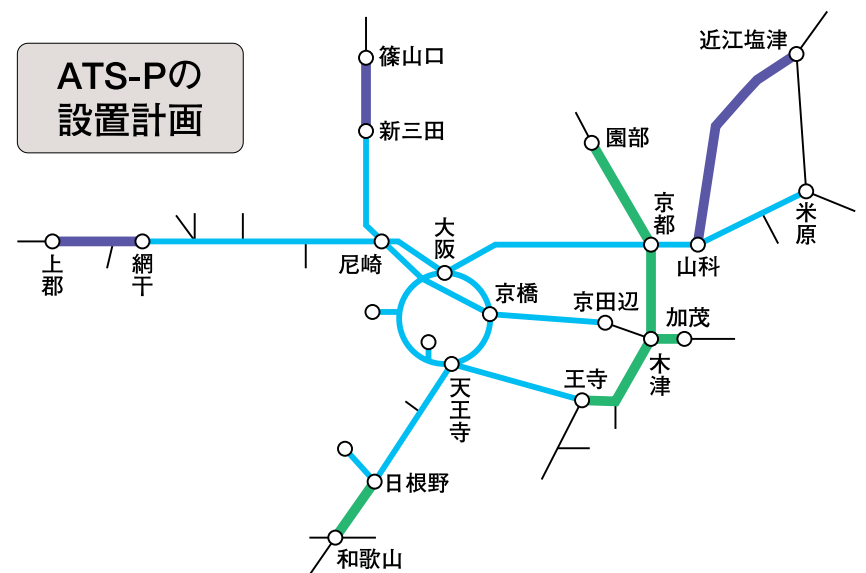 ATS-Pの
設置計画
篠山口
新三田
近江塩津
園部
京都
米原
大阪
上郡
網干
尼崎
山科
京橋
京田辺
加茂
木津
王寺
天王寺
日根野
和歌山